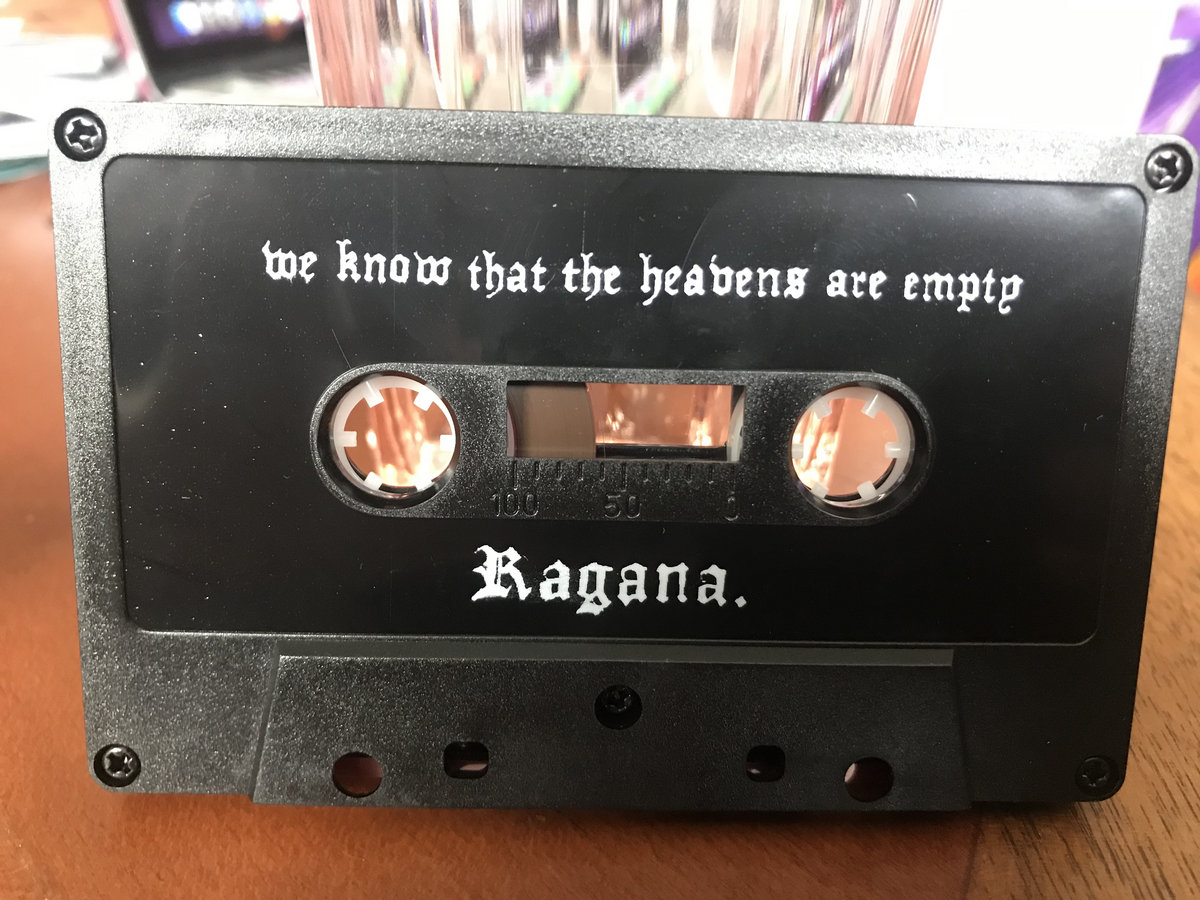 we know that the heavens are empty
100 50 0
Ragana.